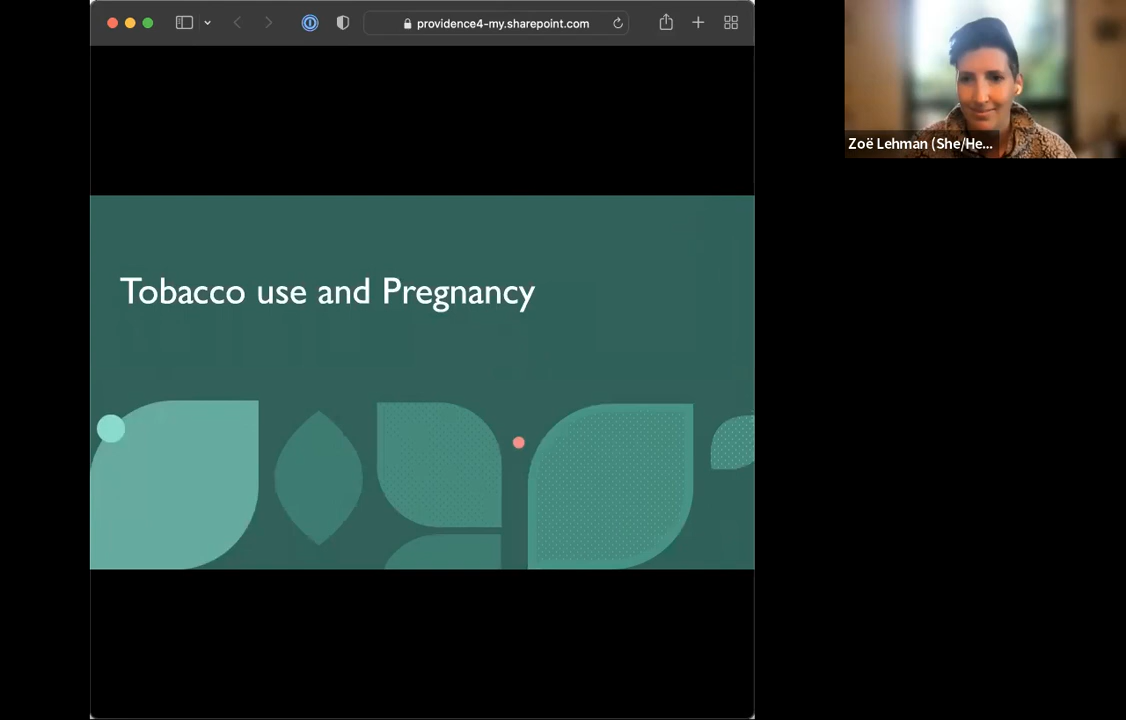 providence4-my.sharepoint.com
Tobacco use and Pregnancy
Zoë Lehman (She/He...